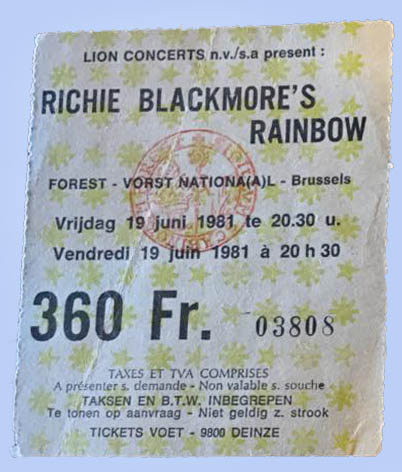 LION CONCERTS n.v./s.a present :
RICHIE BLACKMORE'S
RAINBOW
FOREST - VORST NATIONA(A)L - Brussels
Vrijdag 19 juni 1981 te 20.30 u.
Vendredi 19 juin 1981 à 20 h 30
360 Fr. 03808
TAXES ET TVA COMPRISES
A présenter s. demande - Non valable s. souche
TAKSEN EN B.T.W. INBEGREPEN
Te tonen op aanvraag - Niet geldig z. strook
TICKETS VOET - 9800 DEINZE